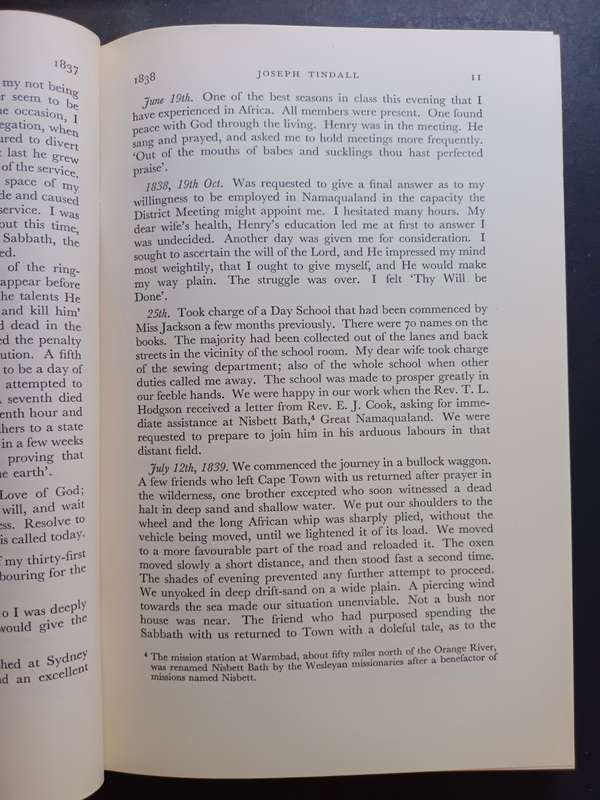 1837
my not being
r seem to be
he occasion, I
egation, when
ured to divert
t last he grew
of the service,
space of my
de and caused
service. I was
out this time,
Sabbath, the
ed.
of the ring-
appear before
he talents He
and kill him'
d dead in the
ed the penalty
ution. A fifth
to be a day of
attempted to
A seventh died
enth hour and
thers to a state
in a few weeks
proving that
he earth'.
Love of God;
will, and wait
ess. Resolve to
is called today.
f my thirty-first
bouring for the
o I was deeply
would give the
hed at Sydney
nd an excellent
1838 JOSEPH TINDALL 11
June 19th. One of the best seasons in class this evening that I
have experienced in Africa. All members were present. One found
peace with God through the living. Henry was in the meeting. He
sang and prayed, and asked me to hold meetings more frequently.
'Out of the mouths of babes and sucklings thou hast perfected
praise'.
1838, 19th Oct. Was requested to give a final answer as to my
willingness to be employed in Namaqualand in the capacity the
District Meeting might appoint me. I hesitated many hours. My
dear wife's health, Henry's education led me at first to answer I
was undecided. Another day was given me for consideration. I
sought to ascertain the will of the Lord, and He impressed my mind
most weightily, that I ought to give myself, and He would make
my way plain. The struggle was over. I felt 'Thy Will be
Done'.
25th. Took charge of a Day School that had been commenced by
Miss Jackson a few months previously. There were 70 names on the
books. The majority had been collected out of the lanes and back
streets in the vicinity of the school room. My dear wife took charge
of the sewing department; also of the whole school when other
duties called me away. The school was made to prosper greatly in
our feeble hands. We were happy in our work when the Rev. T. L.
Hodgson received a letter from Rev. E. J. Cook, asking for imme-
diate assistance at Nisbett Bath,⁴ Great Namaqualand. We were
requested to prepare to join him in his arduous labours in that
distant field.
July 12th, 1839. We commenced the journey in a bullock waggon.
A few friends who left Cape Town with us returned after prayer in
the wilderness, one brother excepted who soon witnessed a dead
halt in deep sand and shallow water. We put our shoulders to the
wheel and the long African whip was sharply plied, without the
vehicle being moved, until we lightened it of its load. We moved
to a more favourable part of the road and reloaded it. The oxen
moved slowly a short distance, and then stood fast a second time.
The shades of evening prevented any further attempt to proceed.
We unyoked in deep drift-sand on a wide plain. A piercing wind
towards the sea made our situation unenviable. Not a bush nor
house was near. The friend who had purposed spending the
Sabbath with us returned to Town with a doleful tale, as to the
⁴ The mission station at Warmbad, about fifty miles north of the Orange River,
was renamed Nisbett Bath by the Wesleyan missionaries after a benefactor of
missions named Nisbett.